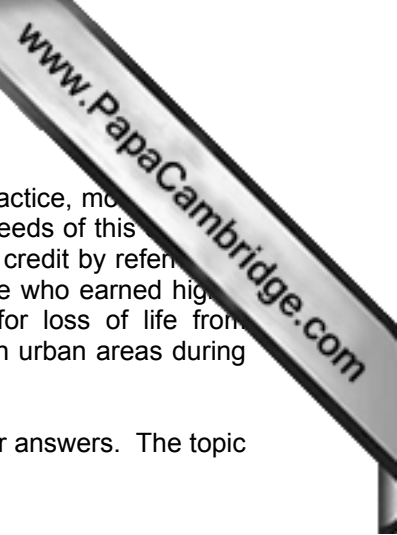 www.PapaCambridge.com
actice, mo
eeds of this
credit by refer
e who earned hig
for loss of life from
n urban areas during
r answers. The topic